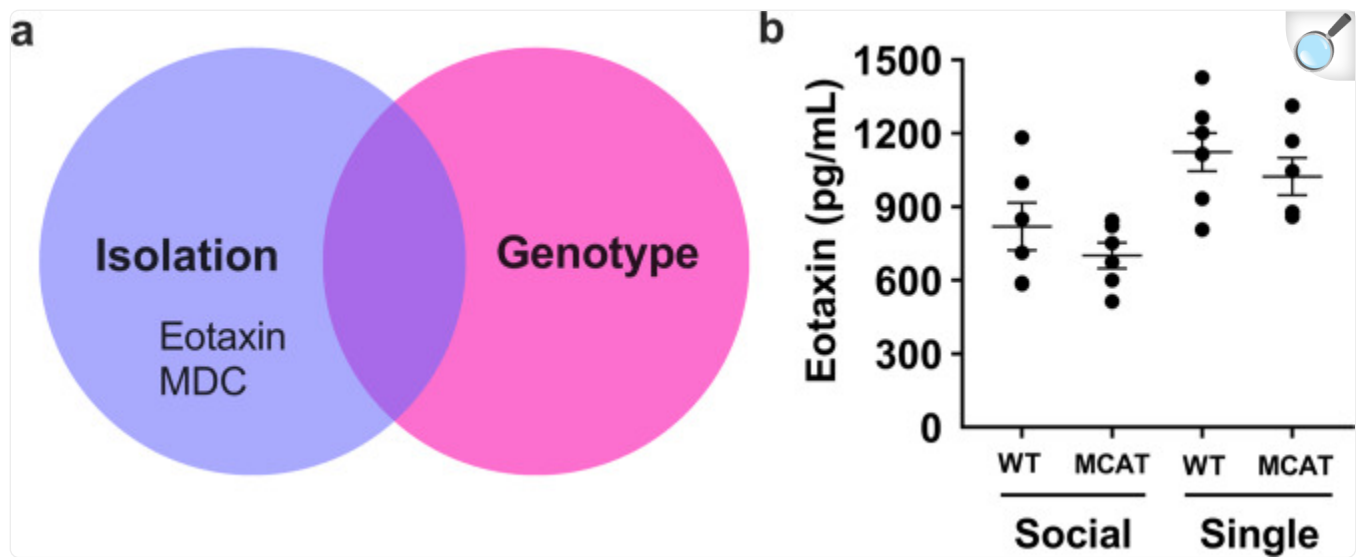 a
Isolation
Genotype
Eotaxin
MDC
b
Eotaxin (pg/mL)
1500
1200
900
600
300
0
WT MCAT WT MCAT
Social Single